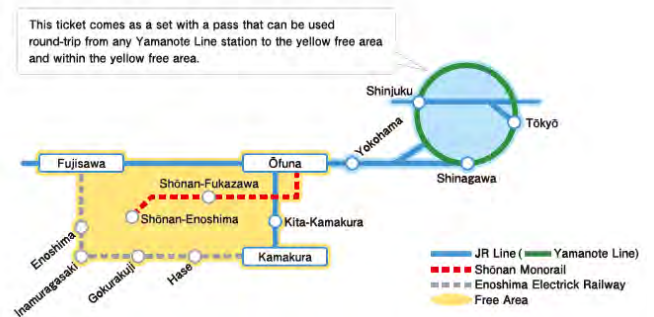 This ticket comes as a set with a pass that can be used
round-trip from any Yamanote Line station to the yellow free area
and within the yellow free area.
Shinjuku
Tōkyō
Yokohama
Shinagawa
Fujisawa
Ōfuna
Shōnan-Fukazawa
Shōnan-Enoshima
Kita-Kamakura
Enoshima
Inamuragasaki
Gokurakuji
Hase
Kamakura
JR Line ( Yamanote Line)
Shōnan Monorail
Enoshima Electrick Railway
Free Area